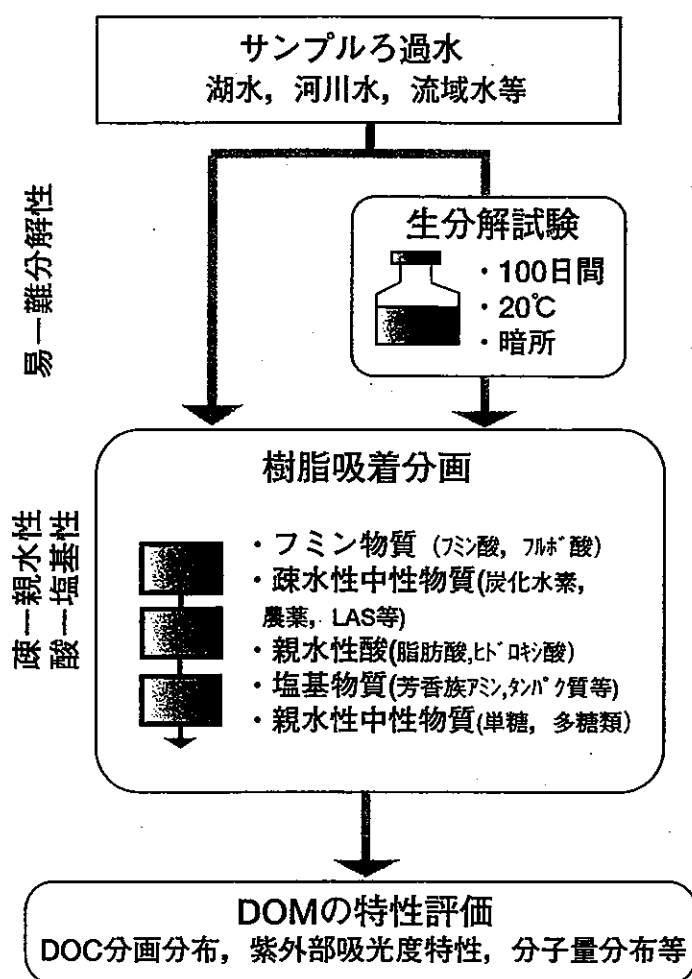 サンプルろ過水
湖水，河川水，流域水等
易ー難分解性
生分解試験
・100日間
・20℃
・暗所
疎ー親水性
酸ー塩基性
樹脂吸着分画
・フミン物質 (フミン酸，フルボ酸)
・疎水性中性物質(炭化水素，
農薬，LAS等)
・親水性酸(脂肪酸,ヒドロキシ酸)
・塩基物質(芳香族アミン,タンパク質等)
・親水性中性物質(単糖，多糖類)
DOMの特性評価
DOC分画分布，紫外部吸光度特性，分子量分布等